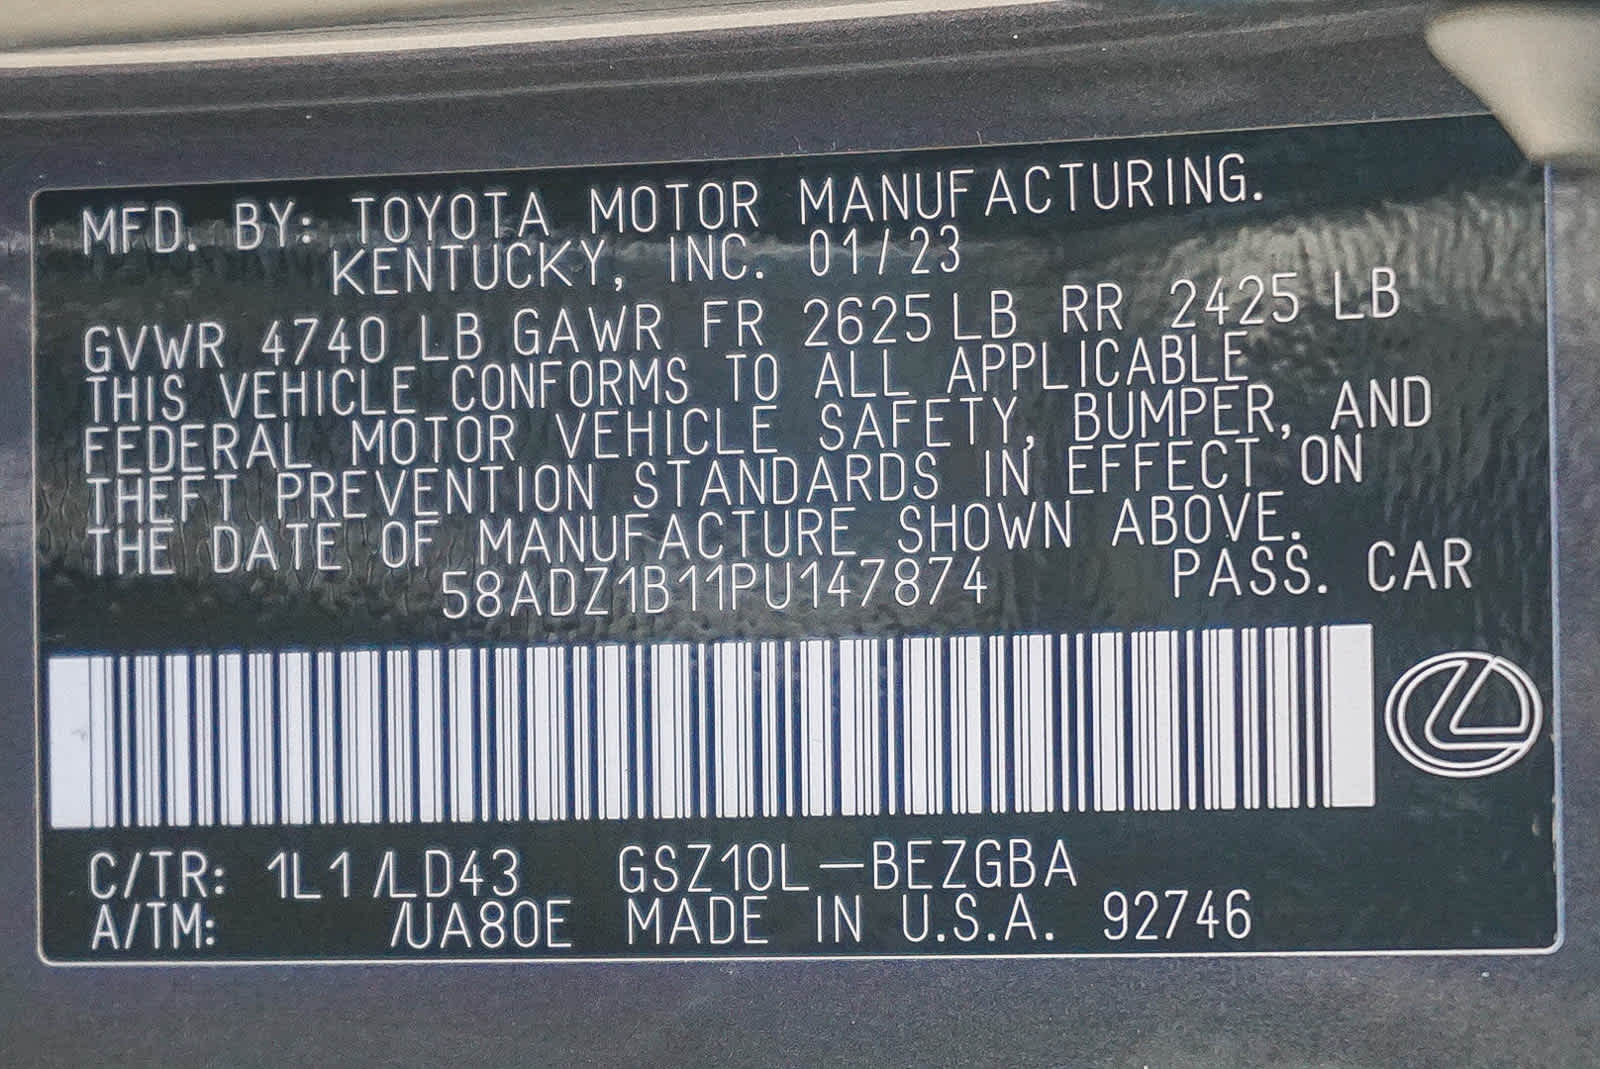 MFD. BY: TOYOTA MOTOR MANUFACTURING.
KENTUCKY, INC. 01/23
GVWR 4740 LB GAWR FR 2625 LB RR 2425 LB
THIS VEHICLE CONFORMS TO ALL APPLICABLE
FEDERAL MOTOR VEHICLE SAFETY, BUMPER, AND
THEFT PREVENTION STANDARDS IN EFFECT ON
THE DATE OF MANUFACTURE SHOWN ABOVE.
58ADZ1B11PU147874 PASS. CAR
C/TR: 1L1 /LD43 GSZ10L-BEZGBA
A/TM: /UA80E MADE IN U.S.A. 92746